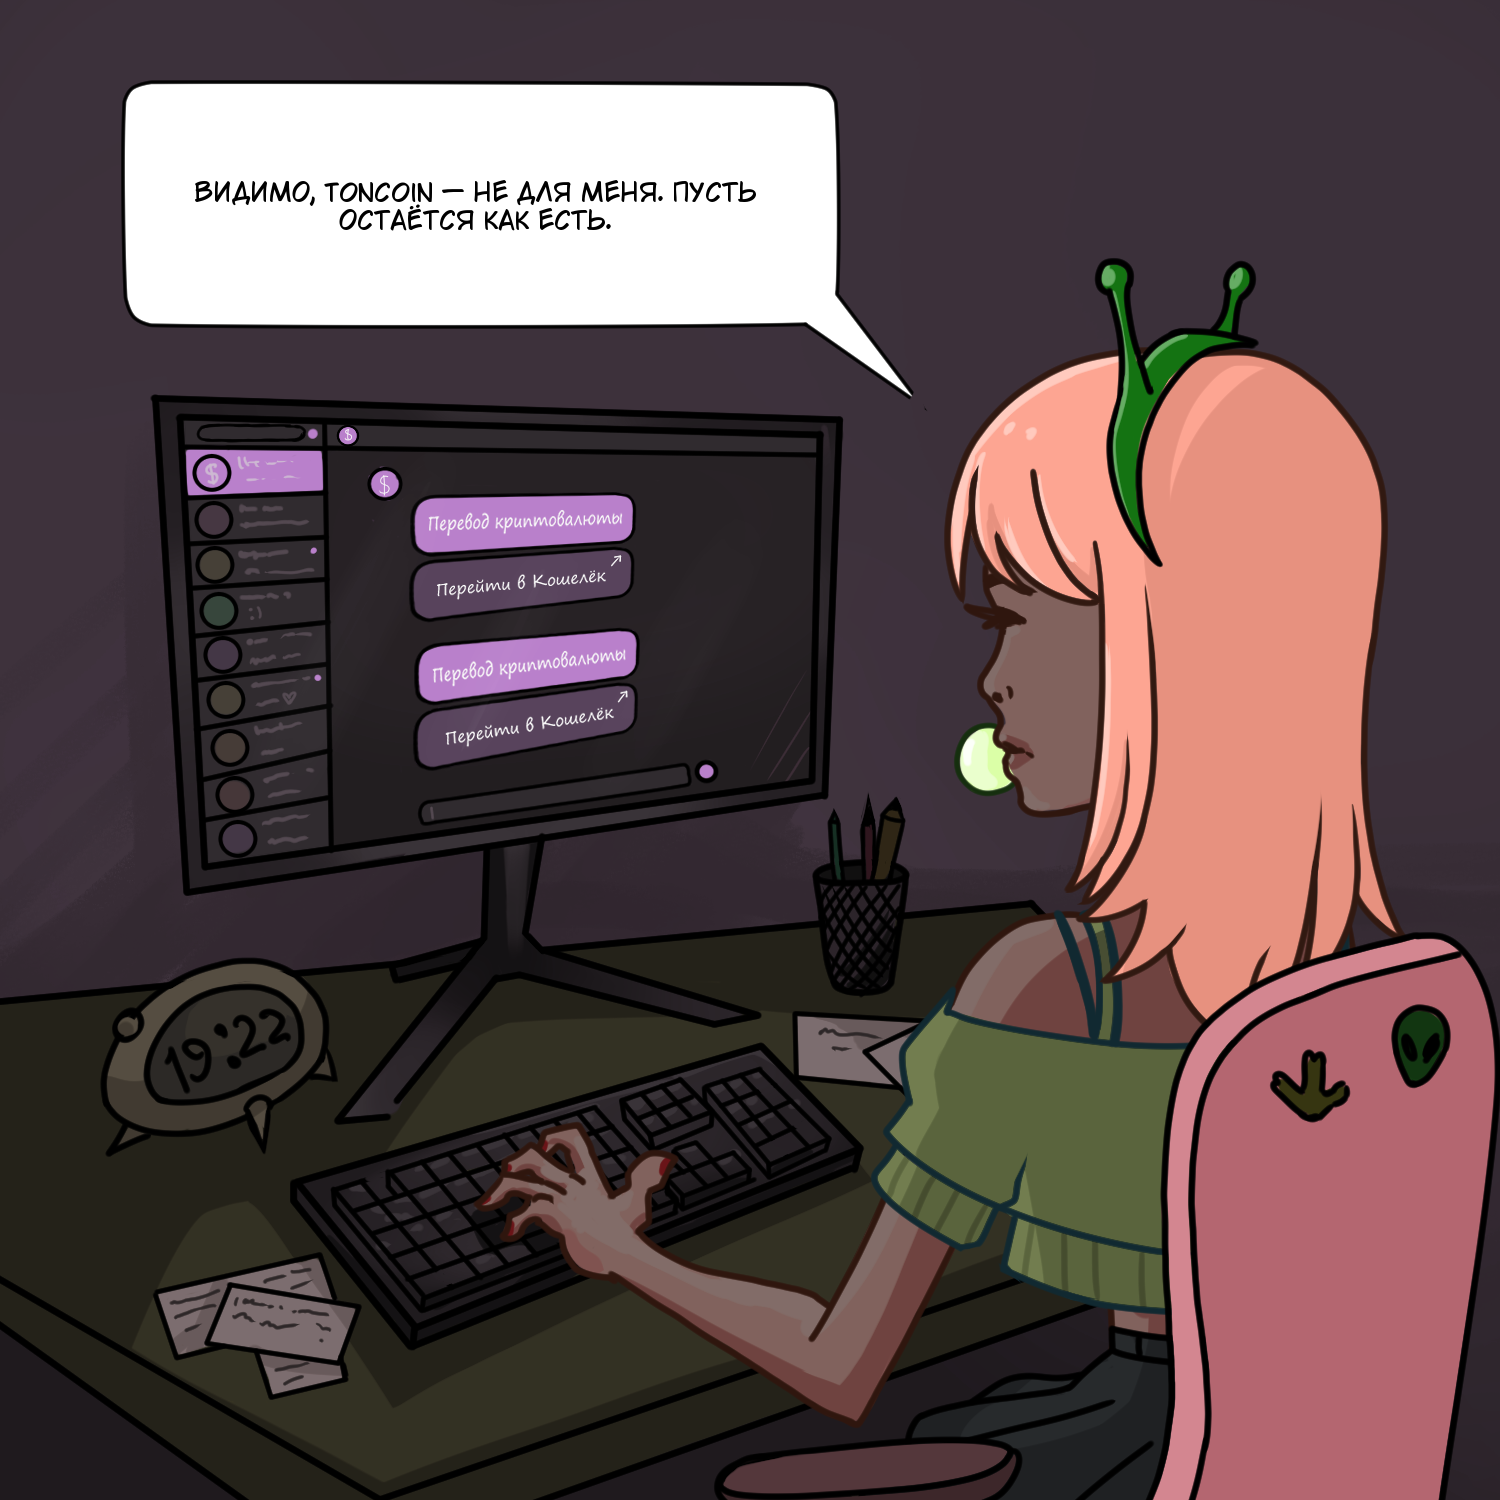 ВИДИМО, TONCOIN — НЕ ДЛЯ МЕНЯ. ПУСТЬ
ОСТАЁТСЯ КАК ЕСТЬ.
$
$
$
Перевод криптовалюты
Перейти в Кошелёк
:)
Перевод криптовалюты
Перейти в Кошелёк
19:22